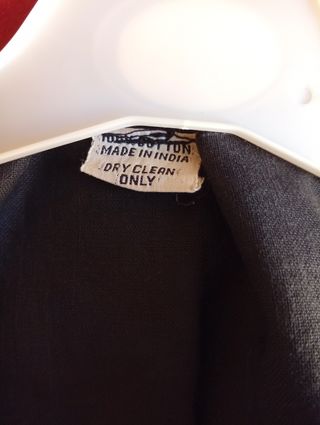 100% COTTON
MADE IN INDIA
DRY CLEAN
ONLY